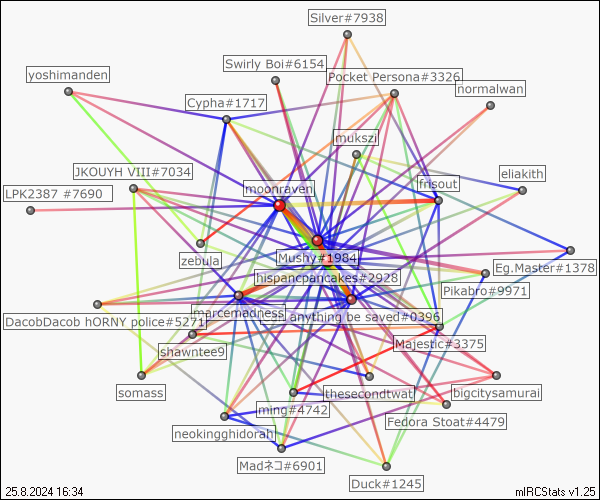 Silver#7938
Swirly Boi#6154
yoshimanden
Pocket Persona#3326
normalwan
Cypha#1717
mukszi
JKOUYH VIII#7034
eliakith
moonraven
frisout
LPK2387 #7690
Mushy#1984
zebula
Eg.Master#1378
hispancpancakes#2928
Pikabro#9971
marcemadness
anything be saved#0396
DacobDacob hORNY police#5271
Majestic#3375
shawntee9
somass
thesecondtwat
bigcitysamurai
ming#4742
Fedora Stoat#4479
neokingghidorah
Madネコ#6901
Duck#1245
25.8.2024 16:34
mIRCStats v1.25